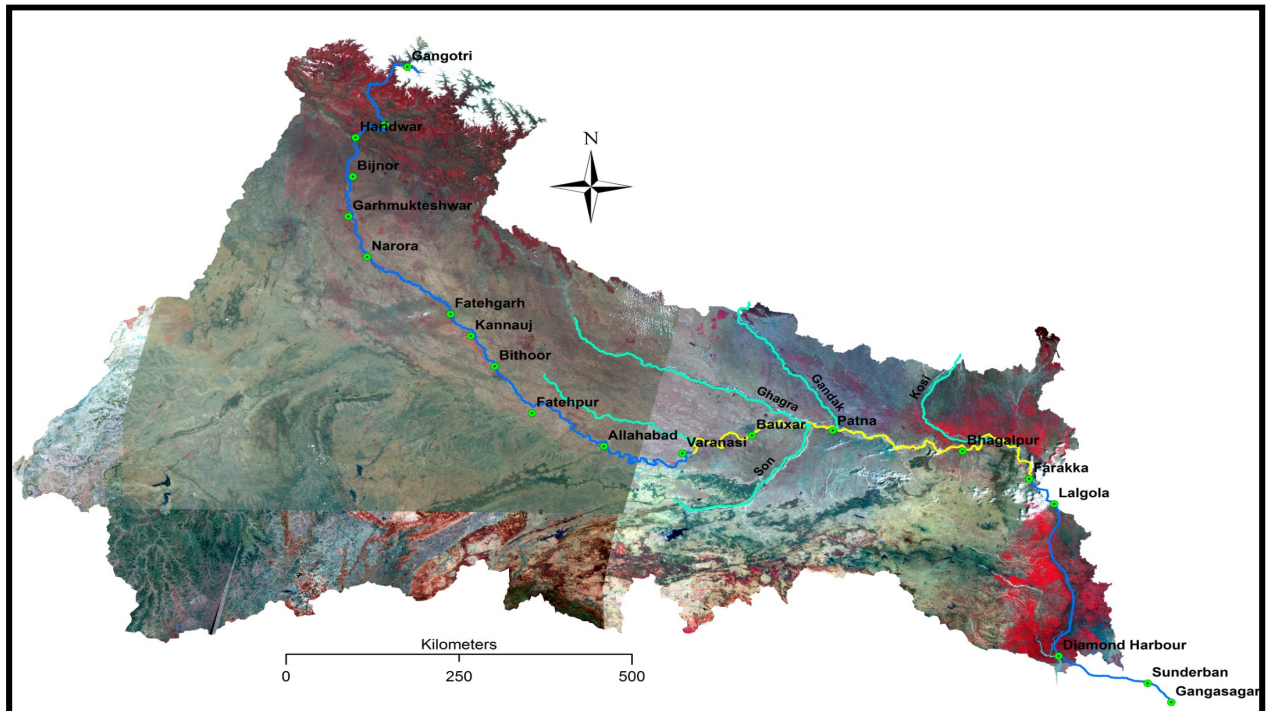 Gangotri
N
Haridwar
Bijnor
Garhmukteshwar
Narora
Fatehgarh
Kannauj
Bithoor
Fatehpur
Allahabad
Varanasi
Ghagra
Gandak
Kosi
Bauxar
Patna
Son
Bhagalpur
Farakka
Lalgola
Diamond Harbour
Sunderban
Gangasagar
Kilometers
0 250 500